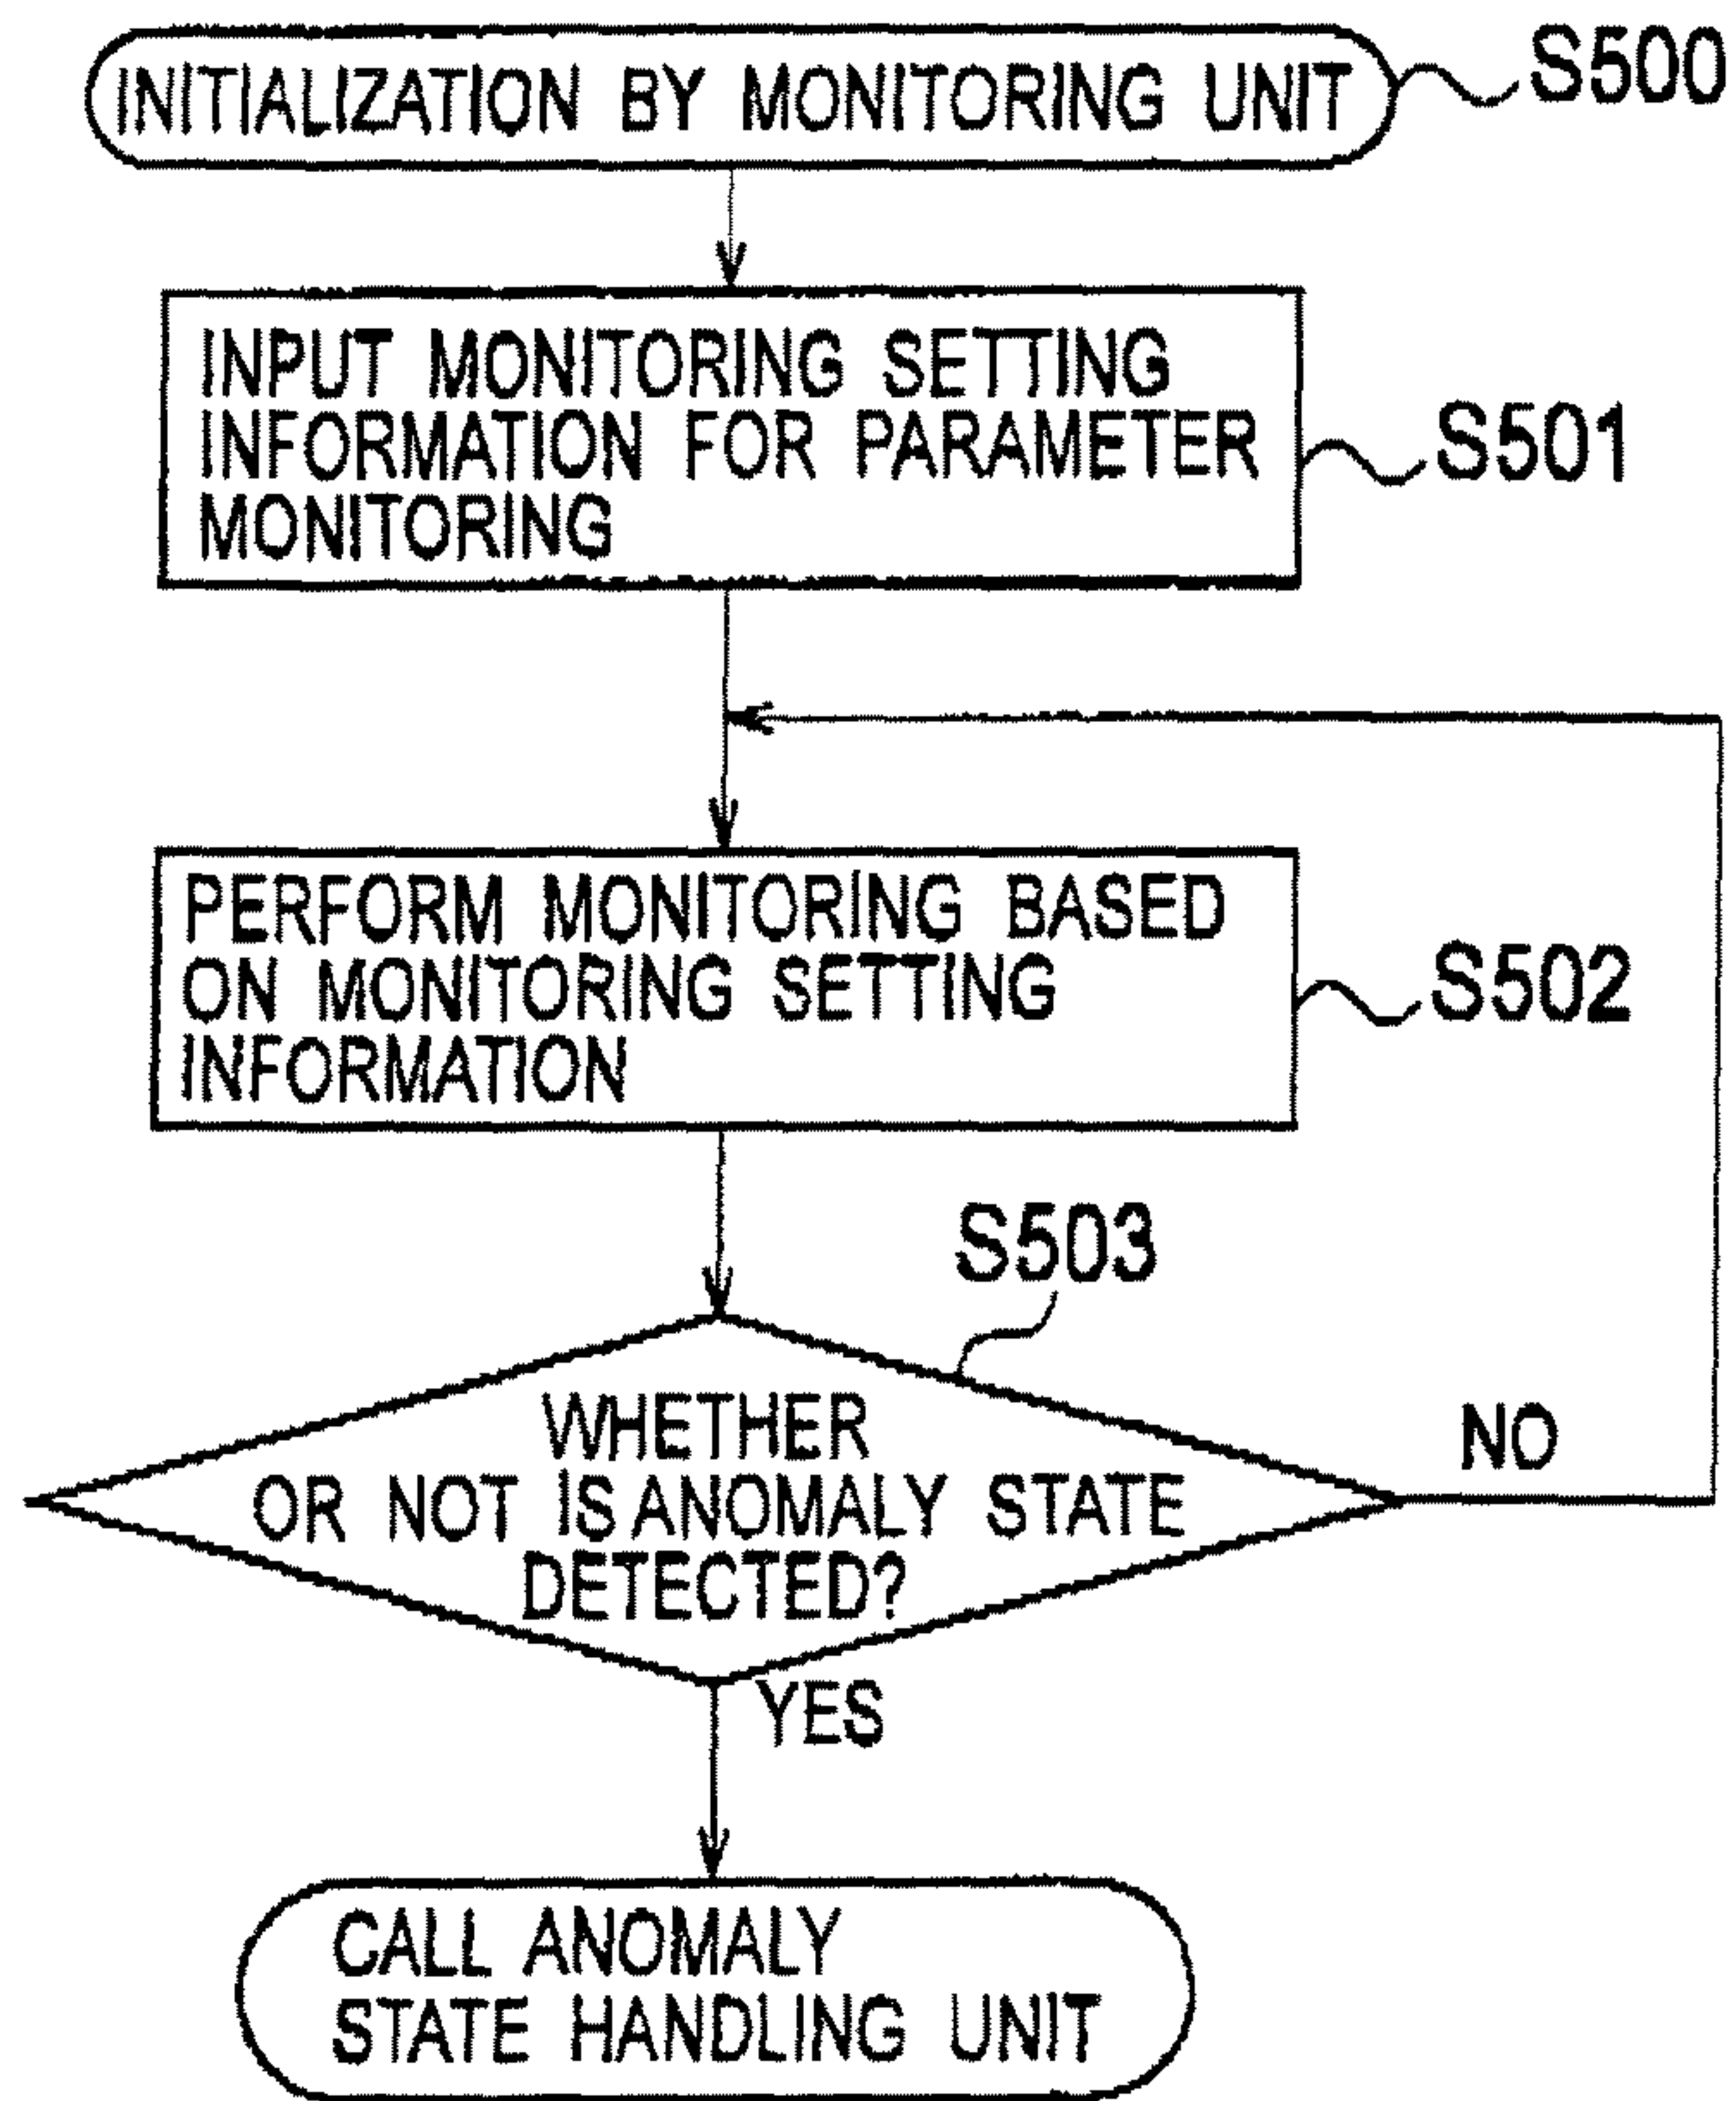 INITIALIZATION BY MONITORING UNIT
S500
INPUT MONITORING SETTING
INFORMATION FOR PARAMETER
MONITORING
S501
PERFORM MONITORING BASED
ON MONITORING SETTING
INFORMATION
S502
S503
WHETHER
OR NOT IS ANOMALY STATE
DETECTED?
NO
YES
CALL ANOMALY
STATE HANDLING UNIT